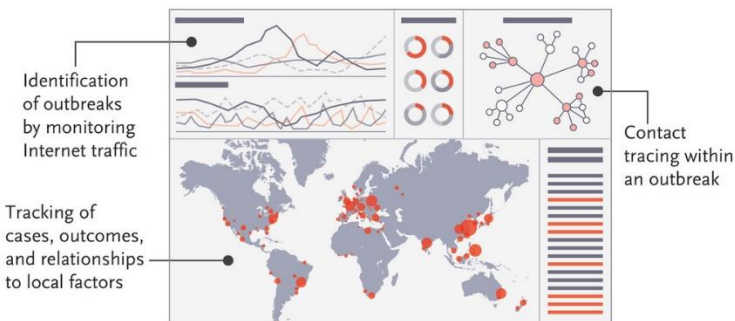 Identification
of outbreaks
by monitoring
Internet traffic
Contact
tracing within
an outbreak
Tracking of
cases, outcomes,
and relationships
to local factors